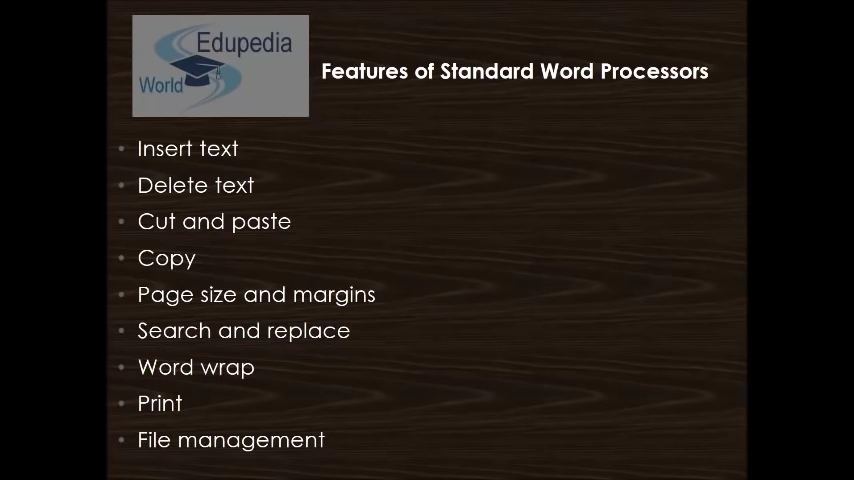 Edupedia
World
Features of Standard Word Processors
• Insert text
• Delete text
• Cut and paste
• Copy
• Page size and margins
• Search and replace
• Word wrap
• Print
• File management